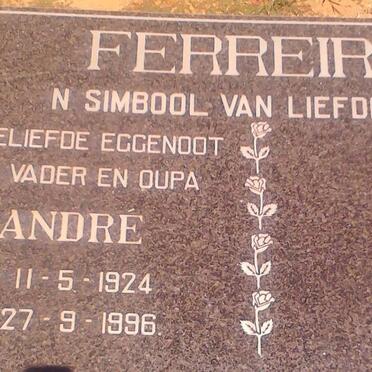 FERREIR
N SIMBOOL VAN LIEFD
ELIEFDE EGGENOOT
VADER EN OUPA
ANDRÉ
11-5-1924
27-9-1996